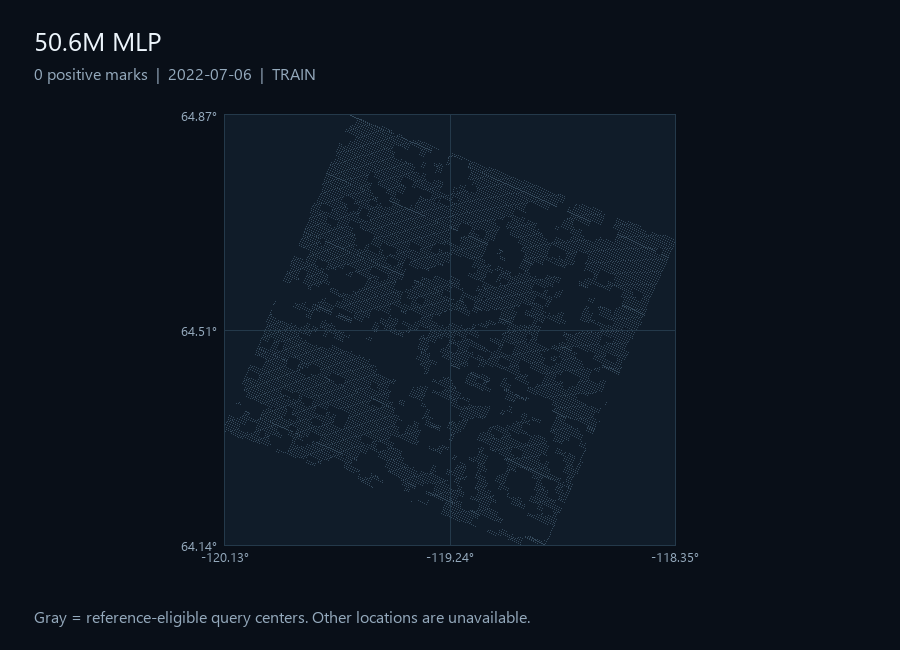 50.6M MLP
0 positive marks | 2022-07-06 | TRAIN
64.87°
64.51°
64.14°
-120.13°
-119.24°
-118.35°
Gray = reference-eligible query centers. Other locations are unavailable.